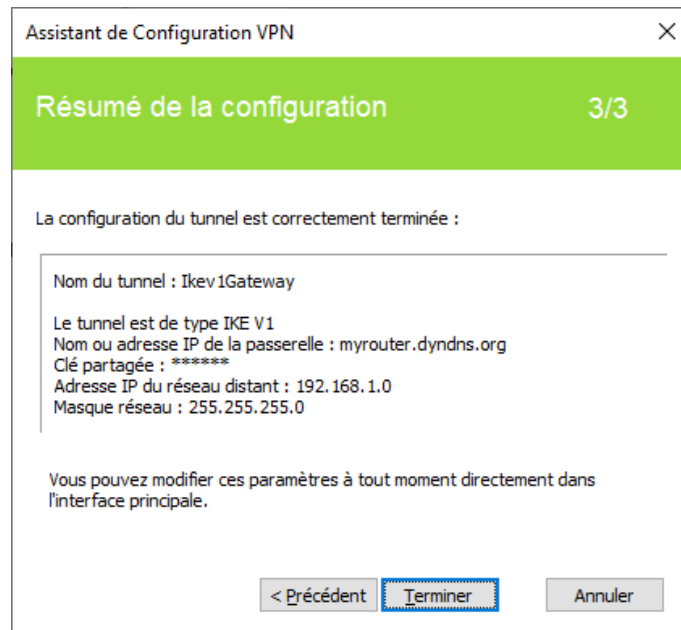 Assistant de Configuration VPN
Résumé de la configuration 3/3
La configuration du tunnel est correctement terminée :
Nom du tunnel : Ikev1Gateway
Le tunnel est de type IKE V1
Nom ou adresse IP de la passerelle : myrouter.dyndns.org
Clé partagée : ******
Adresse IP du réseau distant : 192.168.1.0
Masque réseau : 255.255.255.0
Vous pouvez modifier ces paramètres à tout moment directement dans
l'interface principale.
< Précédent Terminer Annuler